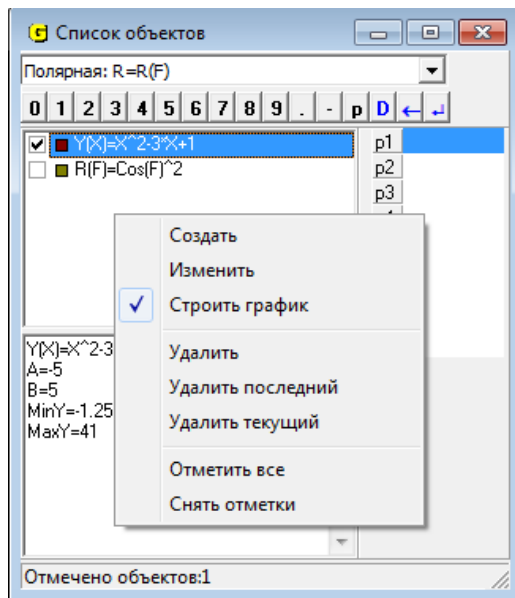 Список объектов
Полярная: R=R(F)
0 1 2 3 4 5 6 7 8 9 . - p D ← ↲
Y(X)=X^2-3*X+1
R(F)=Cos(F)^2
p1
p2
p3
Создать
Изменить
Строить график
Удалить
Удалить последний
Удалить текущий
Отметить все
Снять отметки
Y(X)=X^2-3
A=-5
B=5
MinY=-1.25
MaxY=41
Отмечено объектов:1